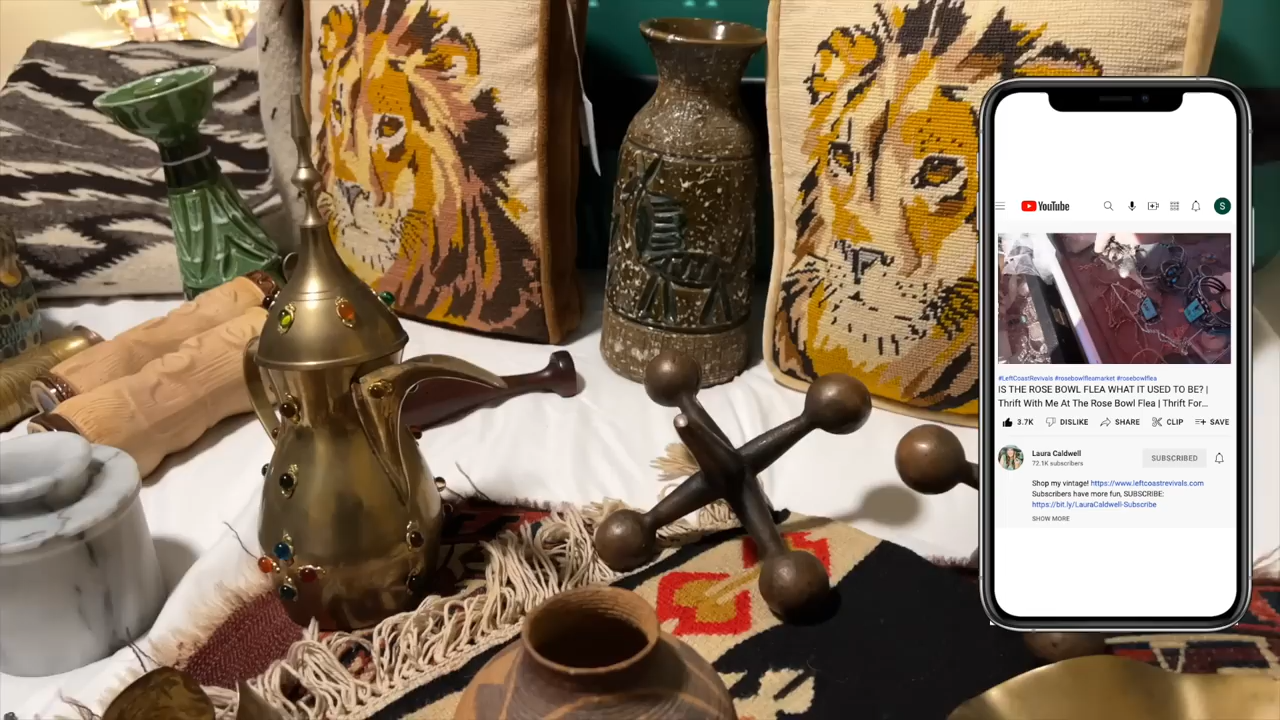 YouTube
S
#LeftCoastRevivals #rosebowlfleamarket #rosebowlflea
IS THE ROSE BOWL FLEA WHAT IT USED TO BE? |
Thrift With Me At The Rose Bowl Flea | Thrift For...
3.7K DISLIKE SHARE CLIP SAVE
Laura Caldwell
72.1K subscribers
SUBSCRIBED
Shop my vintage! https://www.leftcoastrevivals.com
Subscribers have more fun, SUBSCRIBE:
https://bit.ly/LauraCaldwell-Subscribe
SHOW MORE